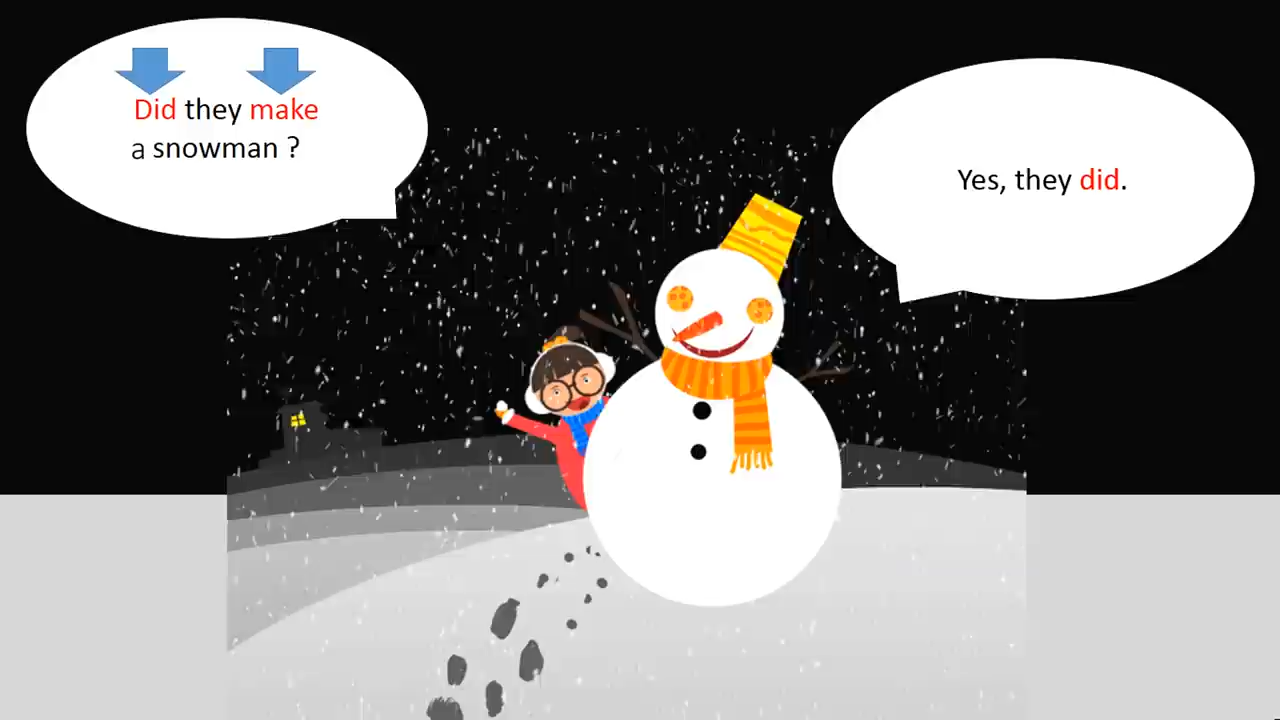 Did they make
a snowman ?
Yes, they did.